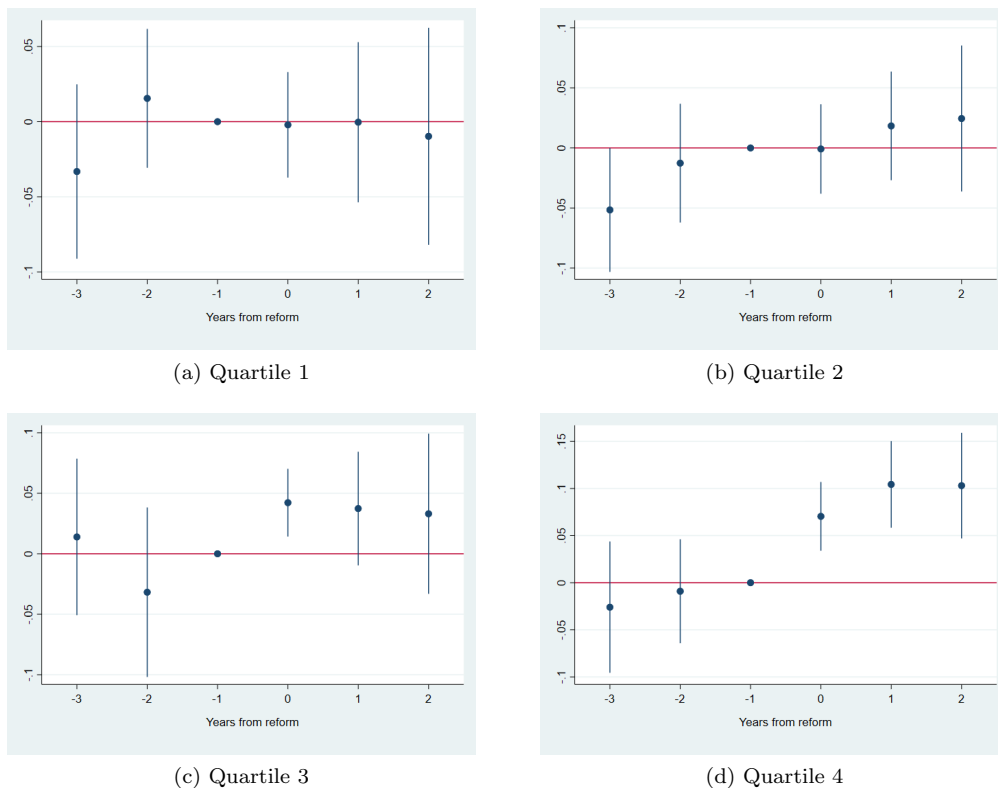 .05
0
-.05
-.1
-3 -2 -1 0 1 2
Years from reform
(a) Quartile 1
.1
.05
0
-.05
-.1
-3 -2 -1 0 1 2
Years from reform
(b) Quartile 2
.1
.05
0
-.05
-.1
-3 -2 -1 0 1 2
Years from reform
(c) Quartile 3
.15
.1
.05
0
-.05
-.1
-3 -2 -1 0 1 2
Years from reform
(d) Quartile 4